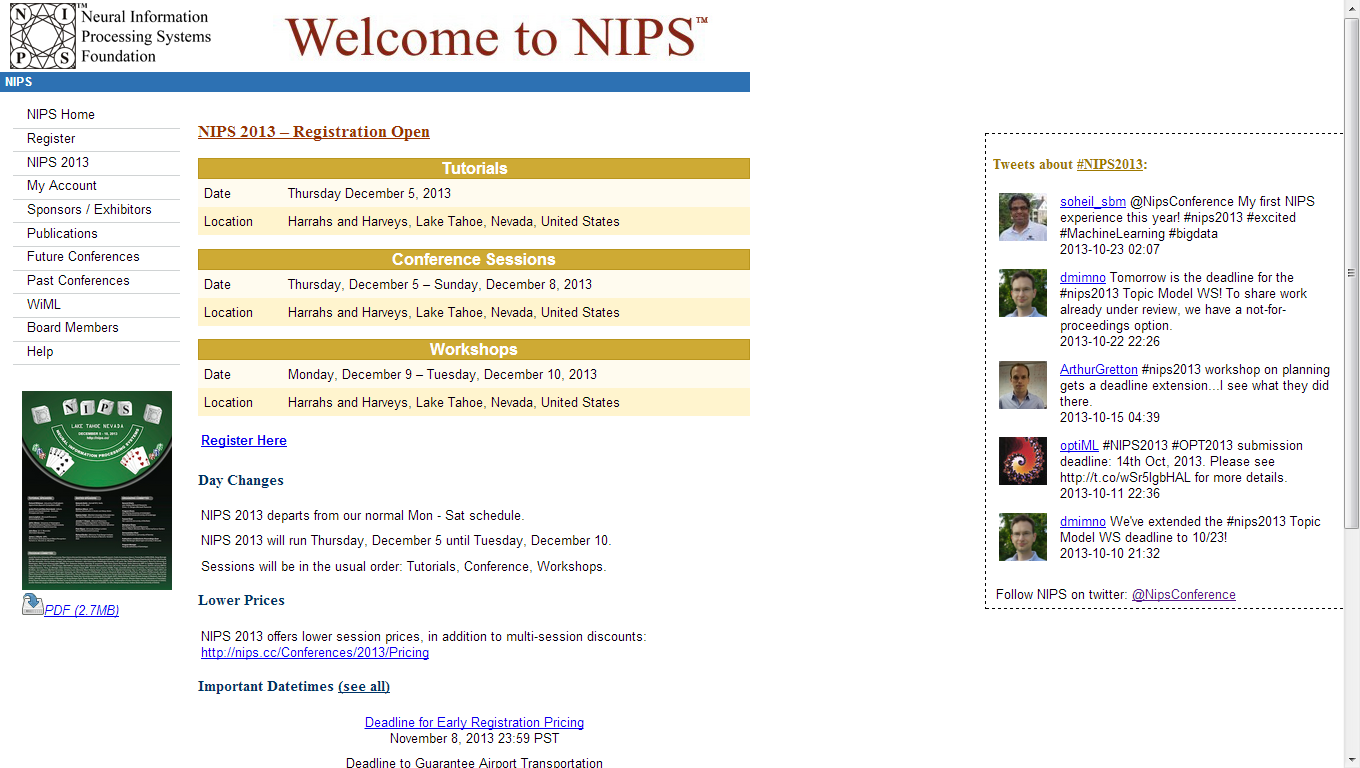 Neural Information
Processing Systems
Foundation
N I P S
TM
Welcome to NIPS™
NIPS
NIPS Home
Register
NIPS 2013
My Account
Sponsors / Exhibitors
Publications
Future Conferences
Past Conferences
WiML
Board Members
Help
NIPS
LAKE TAHOE NEVADA
DECEMBER 5 - 10, 2013
http://nips.cc/
NEURAL INFORMATION PROCESSING SYSTEMS
PDF (2.7MB)
NIPS 2013 – Registration Open
Tutorials
Date Thursday December 5, 2013
Location Harrahs and Harveys, Lake Tahoe, Nevada, United States
Conference Sessions
Date Thursday, December 5 – Sunday, December 8, 2013
Location Harrahs and Harveys, Lake Tahoe, Nevada, United States
Workshops
Date Monday, December 9 – Tuesday, December 10, 2013
Location Harrahs and Harveys, Lake Tahoe, Nevada, United States
Register Here
Day Changes
NIPS 2013 departs from our normal Mon - Sat schedule.
NIPS 2013 will run Thursday, December 5 until Tuesday, December 10.
Sessions will be in the usual order: Tutorials, Conference, Workshops.
Lower Prices
NIPS 2013 offers lower session prices, in addition to multi-session discounts:
http://nips.cc/Conferences/2013/Pricing
Important Datetimes (see all)
Deadline for Early Registration Pricing
November 8, 2013 23:59 PST
Deadline to Guarantee Airport Transportation
Tweets about #NIPS2013:
soheil_sbm @NipsConference My first NIPS
experience this year! #nips2013 #excited
#MachineLearning #bigdata
2013-10-23 02:07
dmimno Tomorrow is the deadline for the
#nips2013 Topic Model WS! To share work
already under review, we have a not-for-
proceedings option.
2013-10-22 22:26
ArthurGretton #nips2013 workshop on planning
gets a deadline extension...I see what they did
there.
2013-10-15 04:39
optiML #NIPS2013 #OPT2013 submission
deadline: 14th Oct, 2013. Please see
http://t.co/wSr5lgbHAL for more details.
2013-10-11 22:36
dmimno We've extended the #nips2013 Topic
Model WS deadline to 10/23!
2013-10-10 21:32
Follow NIPS on twitter: @NipsConference